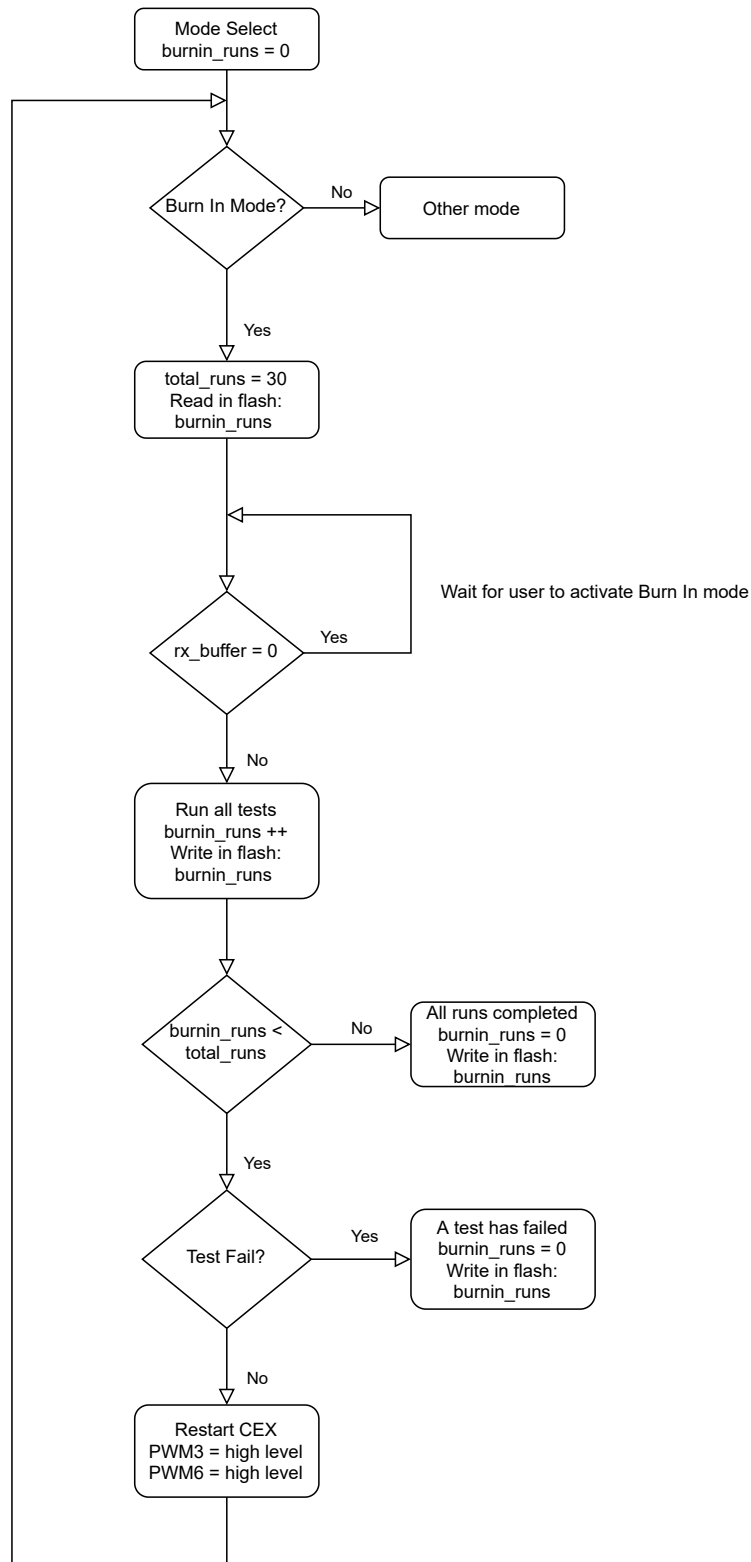 Mode Select
burnin_runs = 0
Burn In Mode?
No
Other mode
Yes
total_runs = 30
Read in flash:
burnin_runs
Wait for user to activate Burn In mode
rx_buffer = 0
Yes
No
Run all tests
burnin_runs ++
Write in flash:
burnin_runs
burnin_runs <
total_runs
No
All runs completed
burnin_runs = 0
Write in flash:
burnin_runs
Yes
Test Fail?
Yes
A test has failed
burnin_runs = 0
Write in flash:
burnin_runs
No
Restart CEX
PWM3 = high level
PWM6 = high level